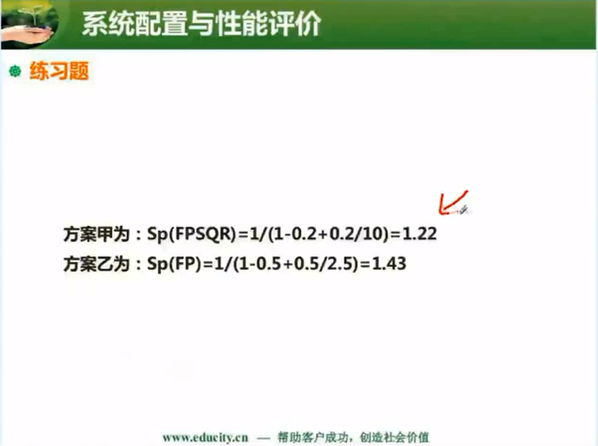 系统配置与性能评价
练习题
方案甲为：Sp(FPSQR)=1/(1-0.2+0.2/10)=1.22
方案乙为：Sp(FP)=1/(1-0.5+0.5/2.5)=1.43
www.educity.cn — 帮助客户成功，创造社会价值